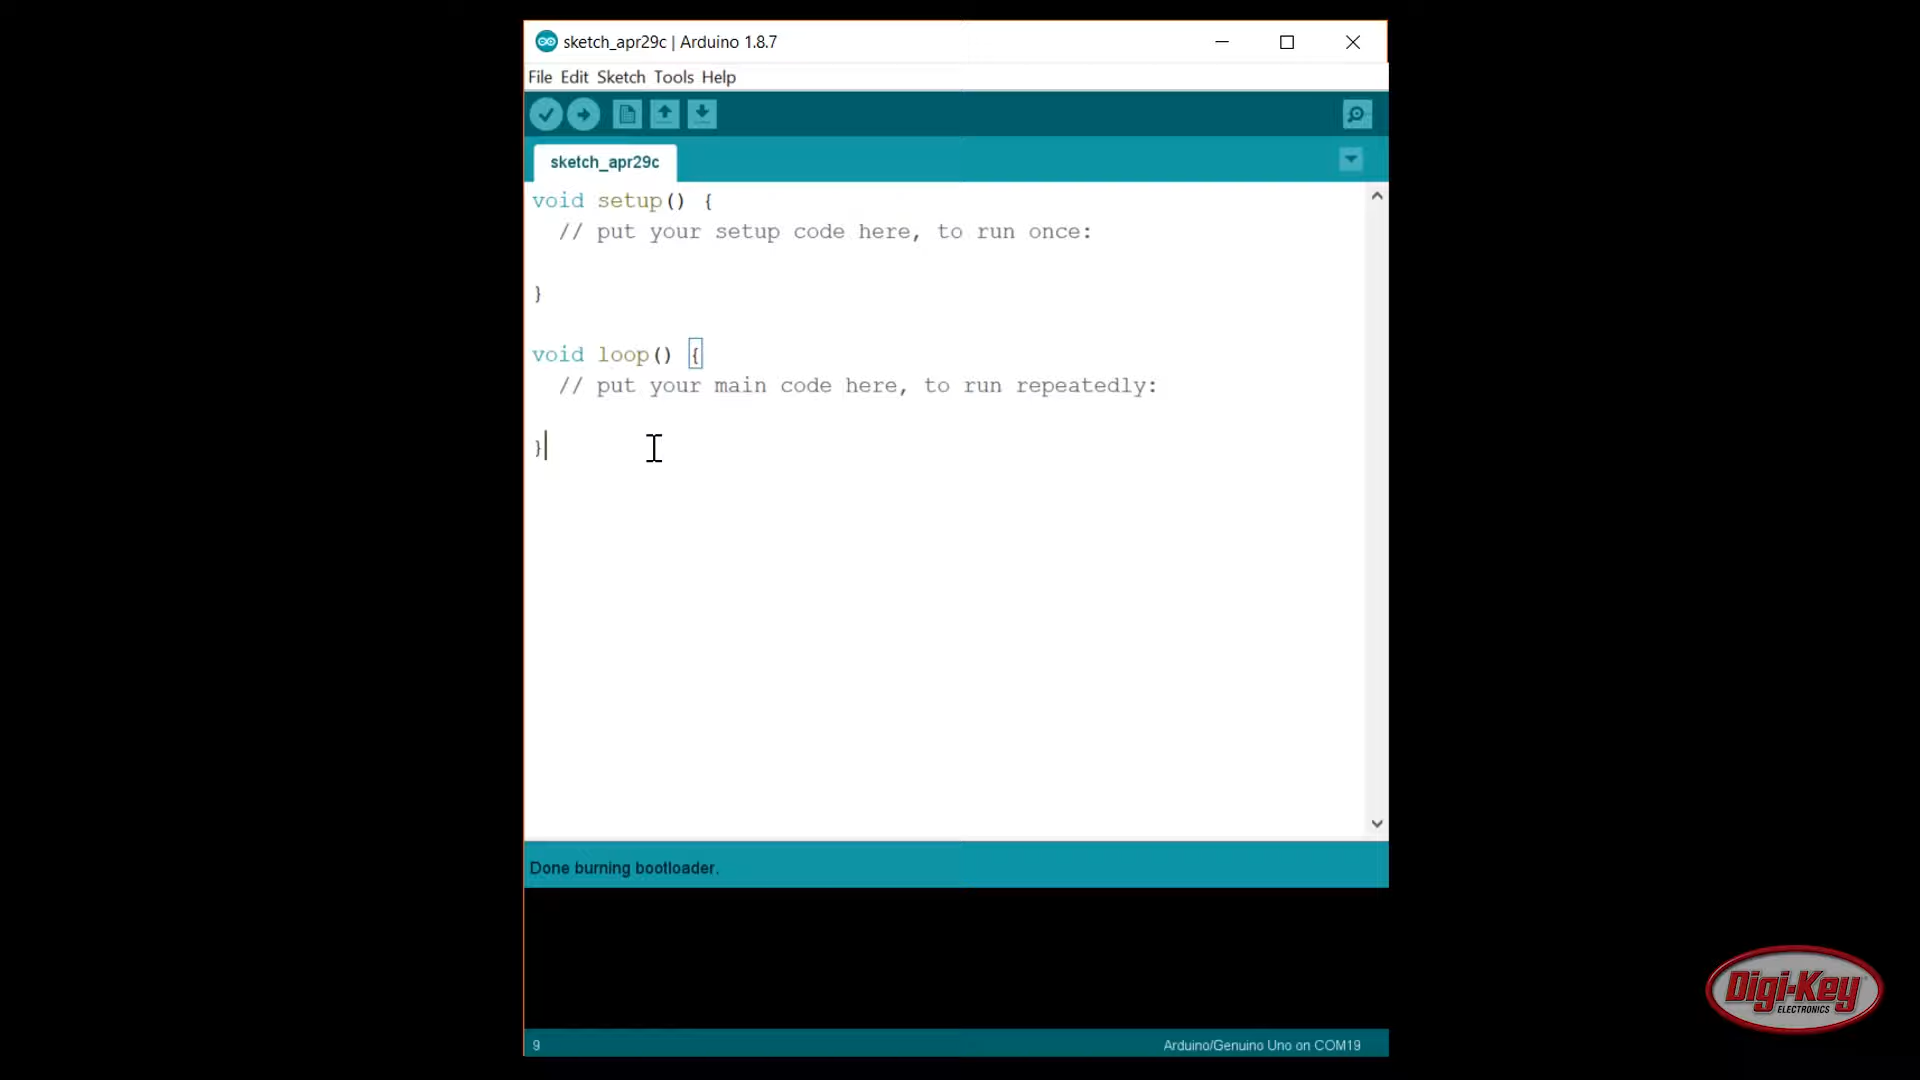 sketch_apr29c | Arduino 1.8.7
File Edit Sketch Tools Help
sketch_apr29c
void setup() {
  // put your setup code here, to run once:
}
void loop() {
  // put your main code here, to run repeatedly:
}
Done burning bootloader.
9
Arduino/Genuino Uno on COM19
Digi-Key
ELECTRONICS